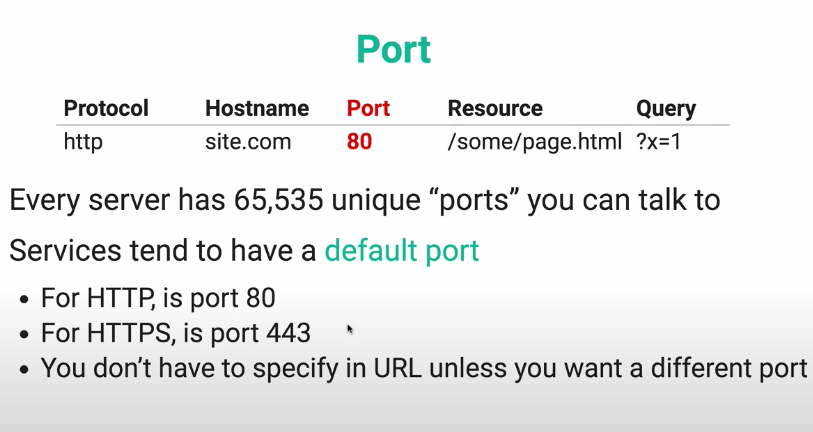 Port
Protocol Hostname Port Resource Query
http site.com 80 /some/page.html ?x=1
Every server has 65,535 unique “ports” you can talk to
Services tend to have a default port
• For HTTP, is port 80
• For HTTPS, is port 443
• You don’t have to specify in URL unless you want a different port